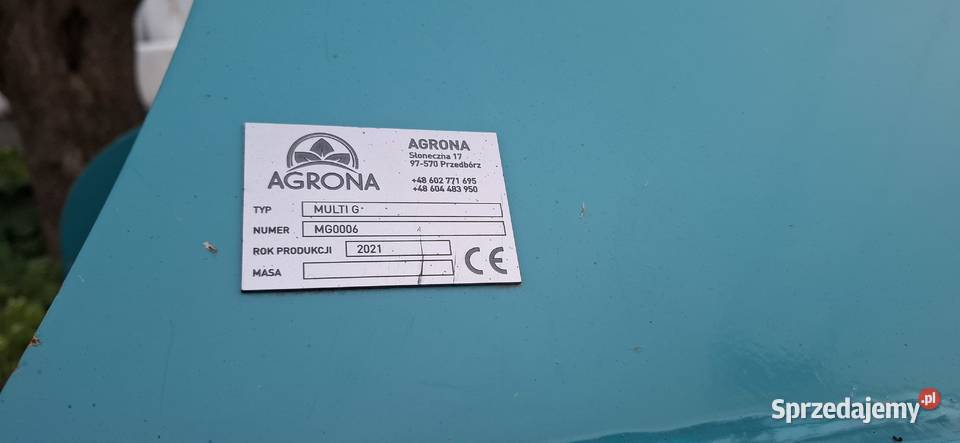 AGRONA
AGRONA
Słoneczna 17
97-570 Przedbórz
+48 602 771 695
+48 604 483 950
TYP MULTI G
NUMER MG0006
ROK PRODUKCJI 2021
MASA
CE
Sprzedajemy.pl